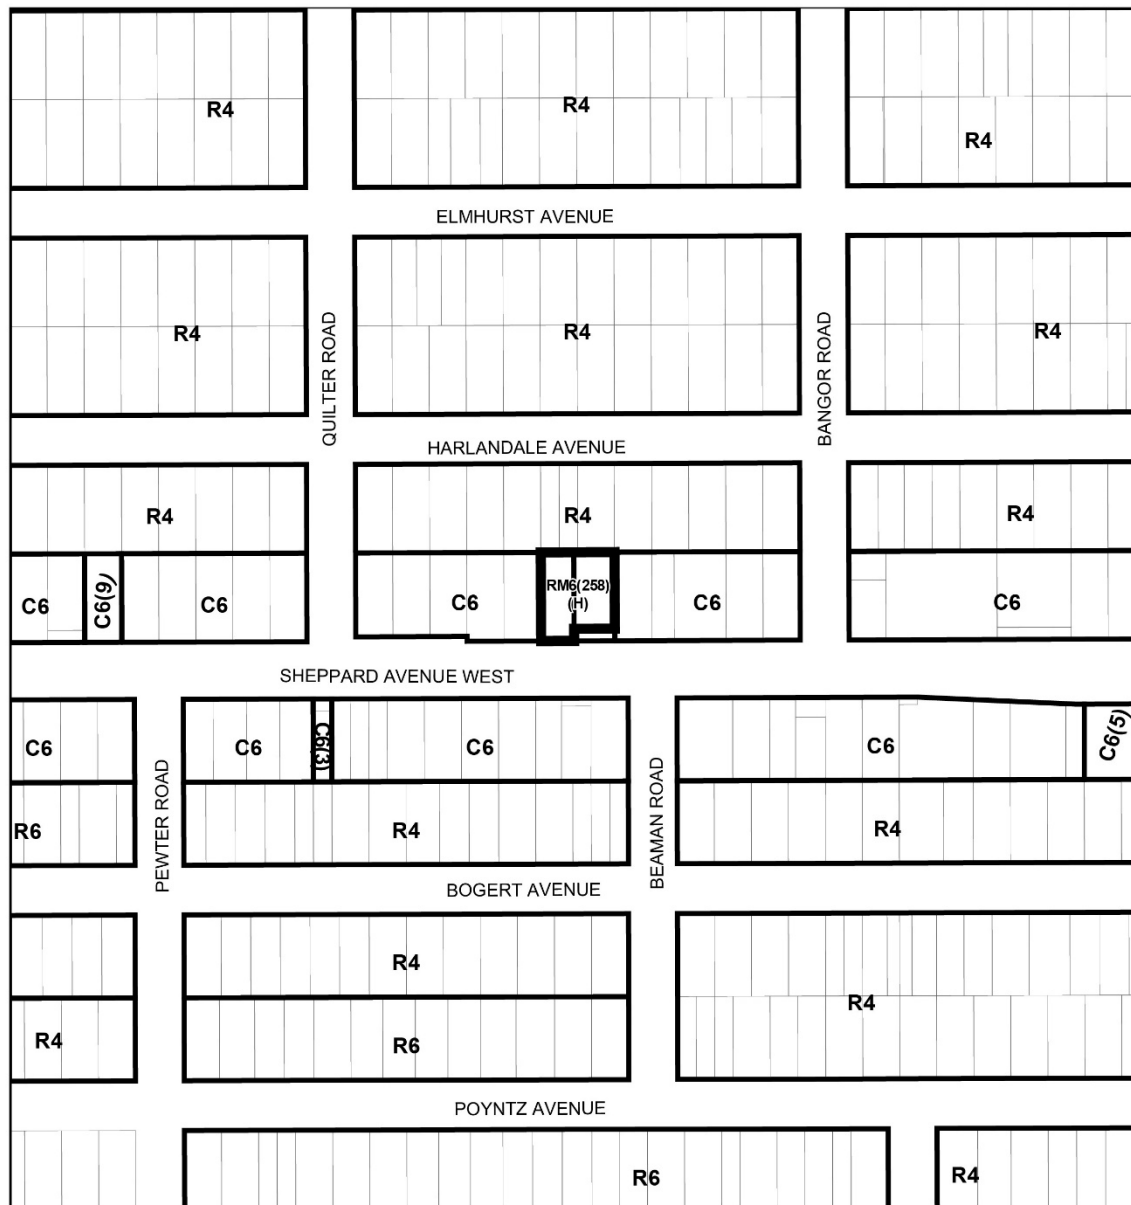 R4
R4
R4
ELMHURST AVENUE
R4
R4
R4
QUILTER ROAD
BANGOR ROAD
HARLANDALE AVENUE
R4
R4
R4
C6
C6(9)
C6
C6
RM6(258)
(H)
C6
C6
SHEPPARD AVENUE WEST
C6
C6
C6(3)
C6
C6
C6(5)
PEWTER ROAD
BEAMAN ROAD
R6
R4
R4
BOGERT AVENUE
R4
R4
R4
R6
POYNTZ AVENUE
R6
R4